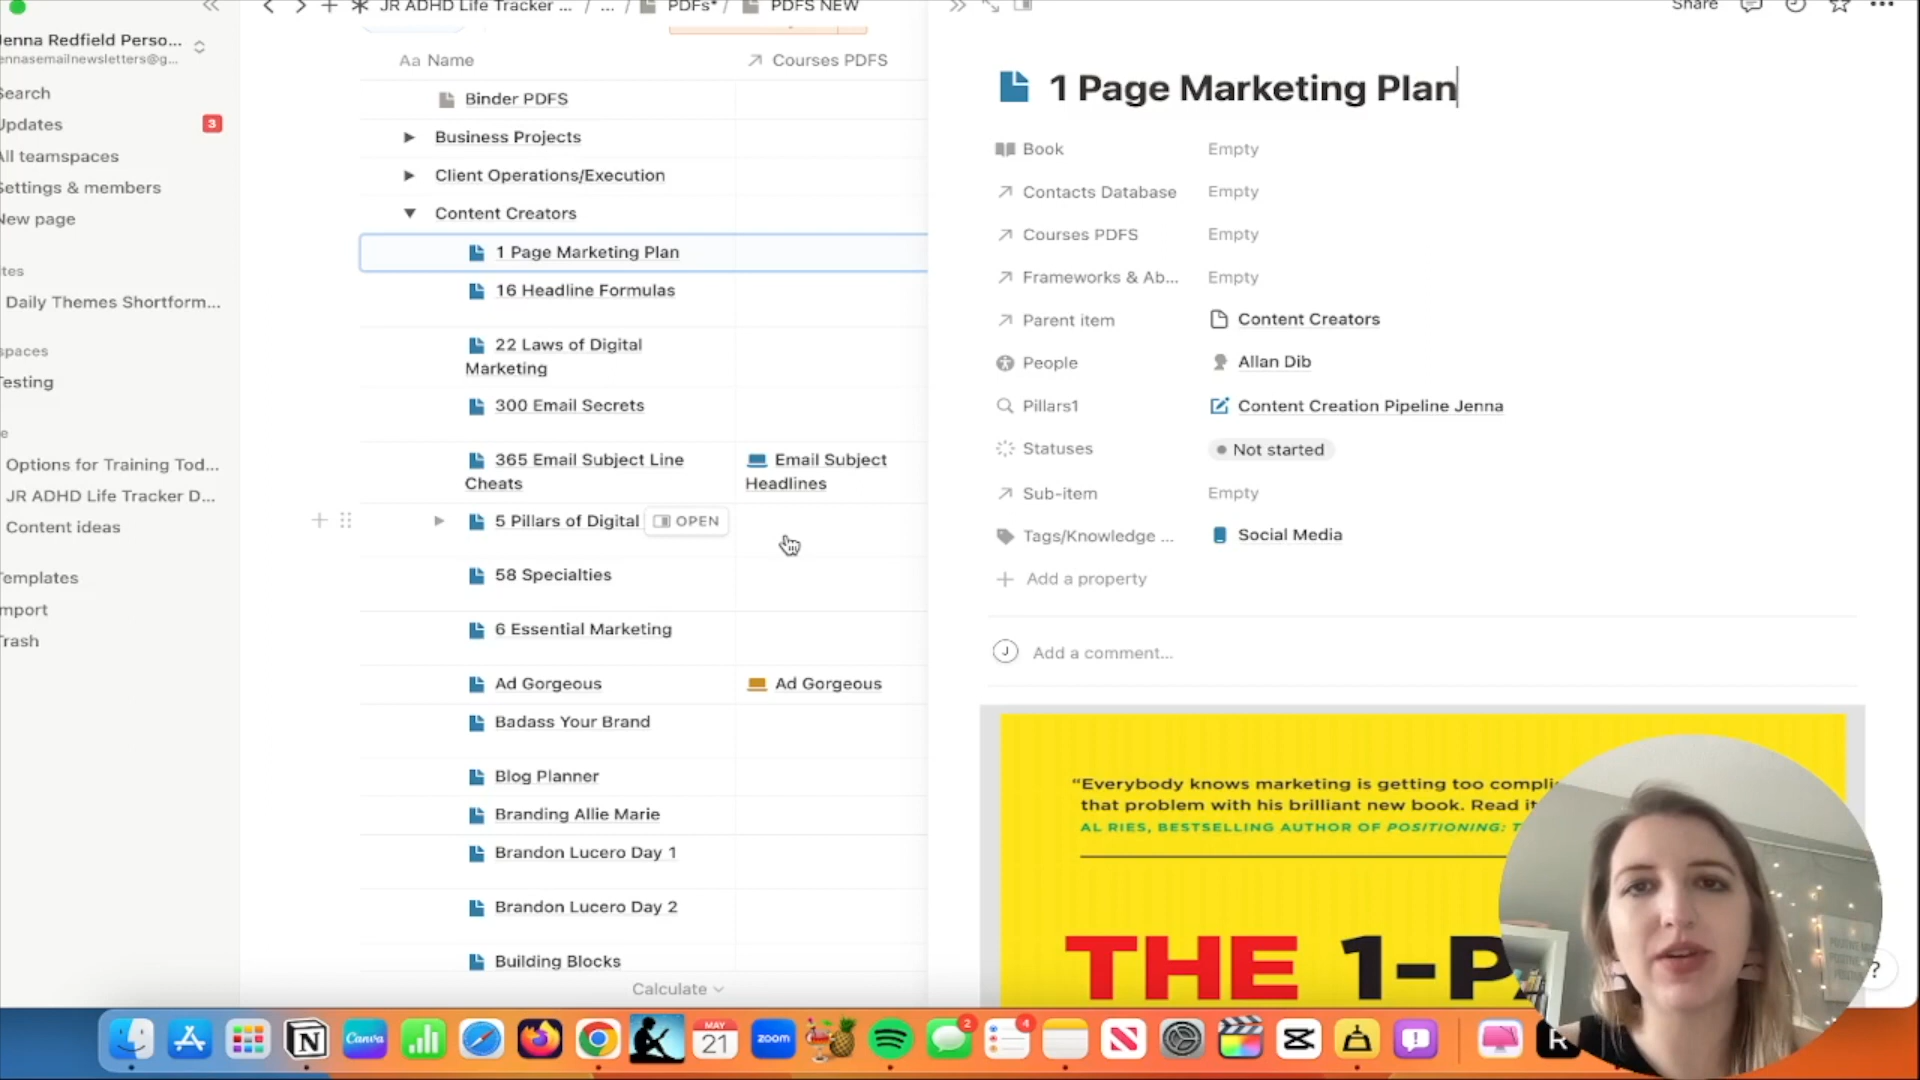 JR ADHD Life Tracker ... / ... / PDFs* / PDFS NEW
Share
Jenna Redfield Perso...
jennasemailnewsletters@g...
Search
Updates 3
All teamspaces
Settings & members
New page
ites
Daily Themes Shortform...
spaces
Testing
e
Options for Training Tod...
JR ADHD Life Tracker D...
Content ideas
Templates
Import
Trash
Aa Name
Courses PDFS
Binder PDFS
Business Projects
Client Operations/Execution
Content Creators
1 Page Marketing Plan
16 Headline Formulas
22 Laws of Digital
Marketing
300 Email Secrets
365 Email Subject Line
Cheats
Email Subject
Headlines
5 Pillars of Digital
OPEN
58 Specialties
6 Essential Marketing
Ad Gorgeous
Ad Gorgeous
Badass Your Brand
Blog Planner
Branding Allie Marie
Brandon Lucero Day 1
Brandon Lucero Day 2
Building Blocks
Calculate
1 Page Marketing Plan
Book Empty
Contacts Database Empty
Courses PDFS Empty
Frameworks & Ab... Empty
Parent item Content Creators
People Allan Dib
Pillars1 Content Creation Pipeline Jenna
Statuses Not started
Sub-item Empty
Tags/Knowledge ... Social Media
Add a property
J Add a comment...
“Everybody knows marketing is getting too compli
that problem with his brilliant new book. Read it
AL RIES, BESTSELLING AUTHOR OF POSITIONING: T
THE 1-P
?
Canva
MAY
21
zoom
2
4
R